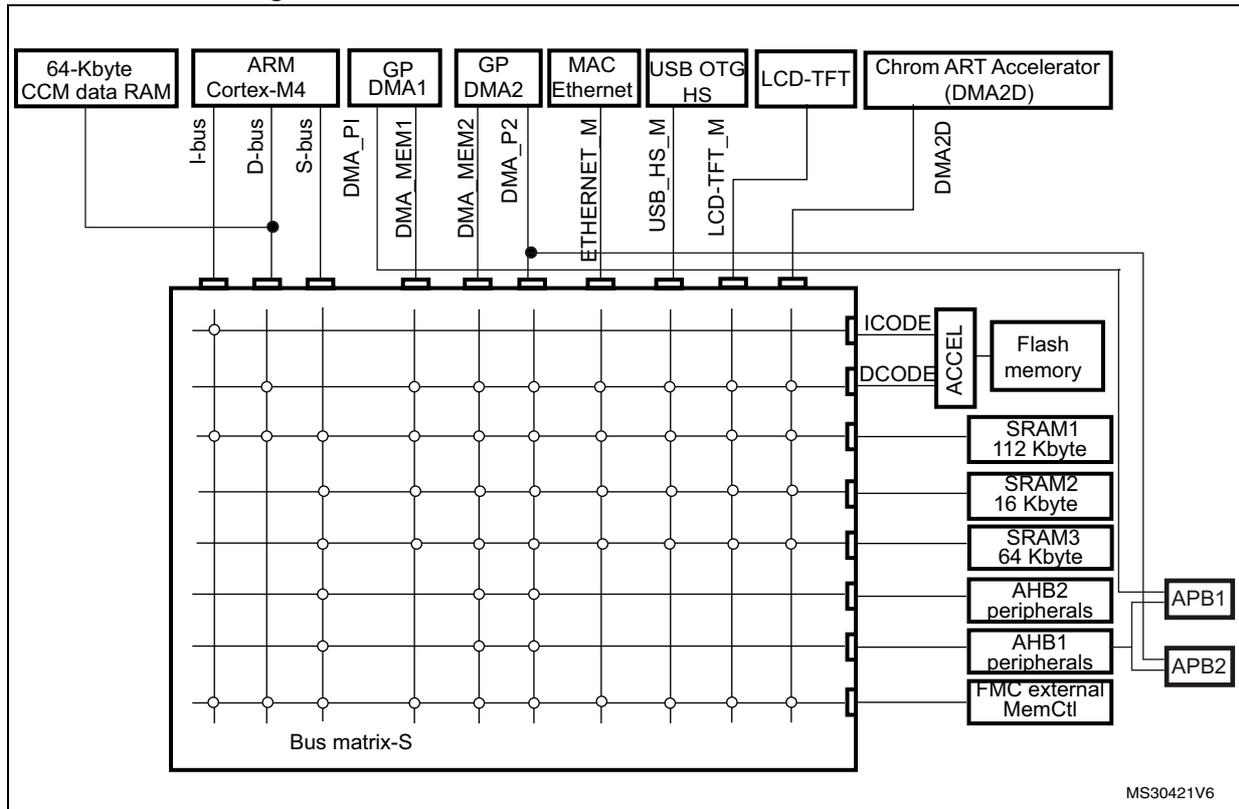 64-Kbyte
CCM data RAM
ARM
Cortex-M4
GP
DMA1
GP
DMA2
MAC
Ethernet
USB OTG
HS
LCD-TFT
Chrom ART Accelerator
(DMA2D)
I-bus
D-bus
S-bus
DMA_PI
DMA_MEM1
DMA_MEM2
DMA_P2
ETHERNET_M
USB_HS_M
LCD-TFT_M
DMA2D
ICODE
DCODE
ACCEL
Flash
memory
SRAM1
112 Kbyte
SRAM2
16 Kbyte
SRAM3
64 Kbyte
AHB2
peripherals
AHB1
peripherals
FMC external
MemCtl
APB1
APB2
Bus matrix-S
MS30421V6